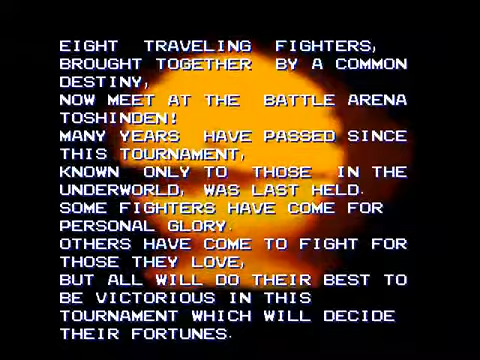 EIGHT TRAVELING FIGHTERS,
BROUGHT TOGETHER BY A COMMON
DESTINY,
NOW MEET AT THE BATTLE ARENA
TOSHINDEN!
MANY YEARS HAVE PASSED SINCE
THIS TOURNAMENT,
KNOWN ONLY TO THOSE IN THE
UNDERWORLD, WAS LAST HELD.
SOME FIGHTERS HAVE COME FOR
PERSONAL GLORY.
OTHERS HAVE COME TO FIGHT FOR
THOSE THEY LOVE,
BUT ALL WILL DO THEIR BEST TO
BE VICTORIOUS IN THIS
TOURNAMENT WHICH WILL DECIDE
THEIR FORTUNES.